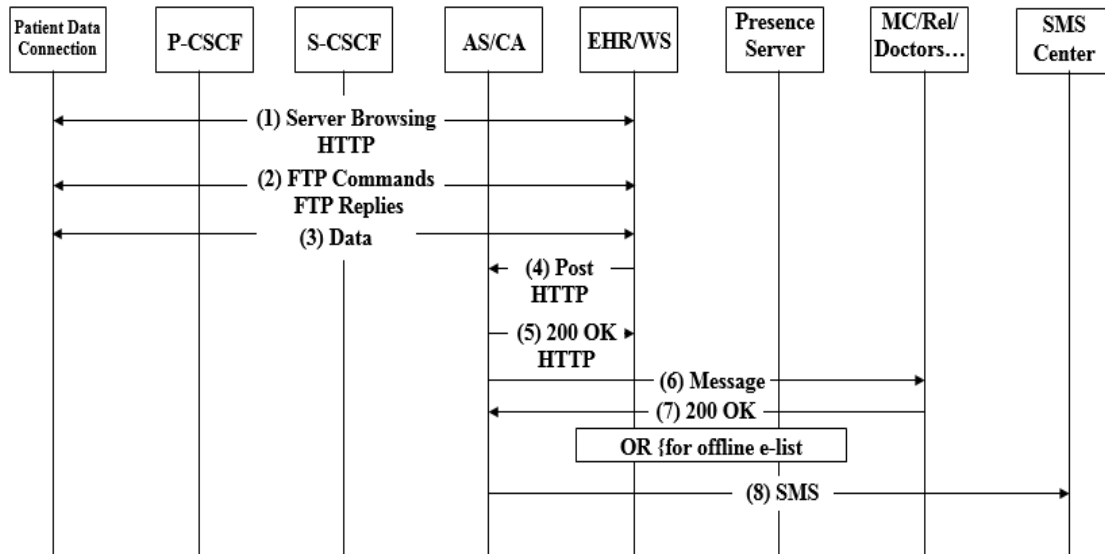 Patient Data
Connection
P-CSCF
S-CSCF
AS/CA
EHR/WS
Presence
Server
MC/Rel/
Doctors…
SMS
Center
(1) Server Browsing
HTTP
(2) FTP Commands
FTP Replies
(3) Data
(4) Post
HTTP
(5) 200 OK
HTTP
(6) Message
(7) 200 OK
OR {for offline e-list
(8) SMS